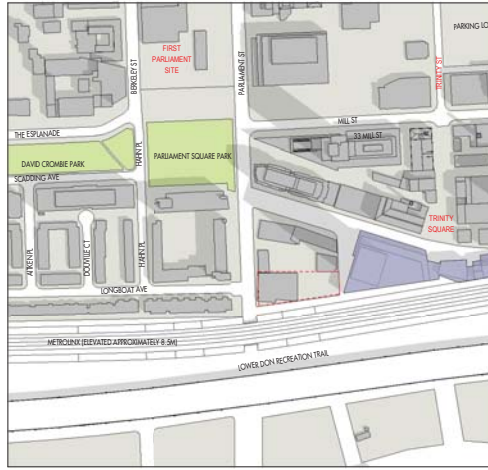 PARKING LO
FIRST
PARLIAMENT
SITE
BERKELEY ST
PARLIAMENT ST
TRINITY ST
MILL ST
33 MILL ST
THE ESPLANADE
DAVID CROMBIE PARK
HAHN PL
PARLIAMENT SQUARE PARK
SCADDING AVE
TRINITY
SQUARE
AITKEN PL
DOUVILLE CT
HAHN PL
LONGBOAT AVE
METROLINX (ELEVATED APPROXIMATELY 8.5M)
LOWER DON RECREATION TRAIL